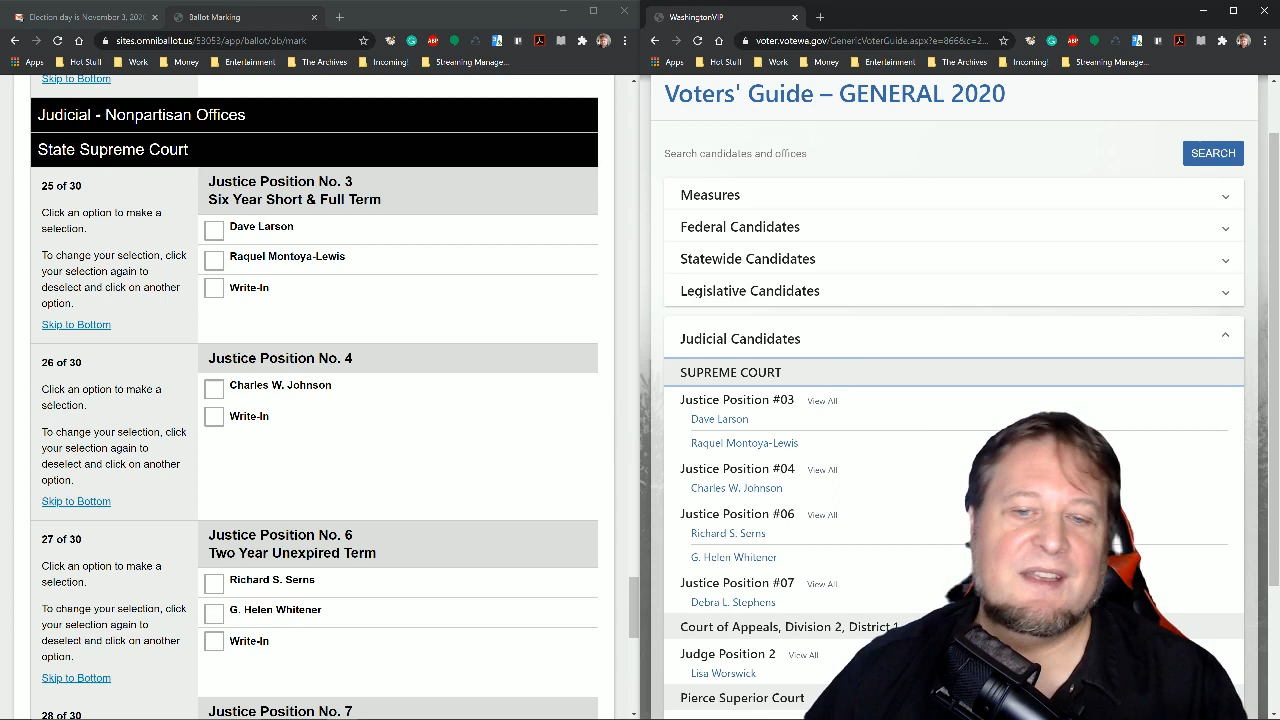 Election day is November 3, 2020
Ballot Marking
sites.omniballot.us/53053/app/ballot/ob/mark
Apps
Hot Stuff
Work
Money
Entertainment
The Archives
Incoming!
Streaming Manage...
Skip to Bottom
Judicial - Nonpartisan Offices
State Supreme Court
25 of 30
Click an option to make a
selection.
To change your selection, click
your selection again to
deselect and click on another
option.
Skip to Bottom
Justice Position No. 3
Six Year Short & Full Term
Dave Larson
Raquel Montoya-Lewis
Write-In
26 of 30
Click an option to make a
selection.
To change your selection, click
your selection again to
deselect and click on another
option.
Skip to Bottom
Justice Position No. 4
Charles W. Johnson
Write-In
27 of 30
Click an option to make a
selection.
To change your selection, click
your selection again to
deselect and click on another
option.
Skip to Bottom
Justice Position No. 6
Two Year Unexpired Term
Richard S. Serns
G. Helen Whitener
Write-In
28 of 30
Justice Position No. 7
WashingtonVIP
voter.votewa.gov/GenericVoterGuide.aspx?e=866&c=2...
Apps
Hot Stuff
Work
Money
Entertainment
The Archives
Incoming!
Streaming Manage...
Voters' Guide – GENERAL 2020
Search candidates and offices
SEARCH
Measures
Federal Candidates
Statewide Candidates
Legislative Candidates
Judicial Candidates
SUPREME COURT
Justice Position #03 View All
Dave Larson
Raquel Montoya-Lewis
Justice Position #04 View All
Charles W. Johnson
Justice Position #06 View All
Richard S. Serns
G. Helen Whitener
Justice Position #07 View All
Debra L. Stephens
Court of Appeals, Division 2, District 1
Judge Position 2 View All
Lisa Worswick
Pierce Superior Court